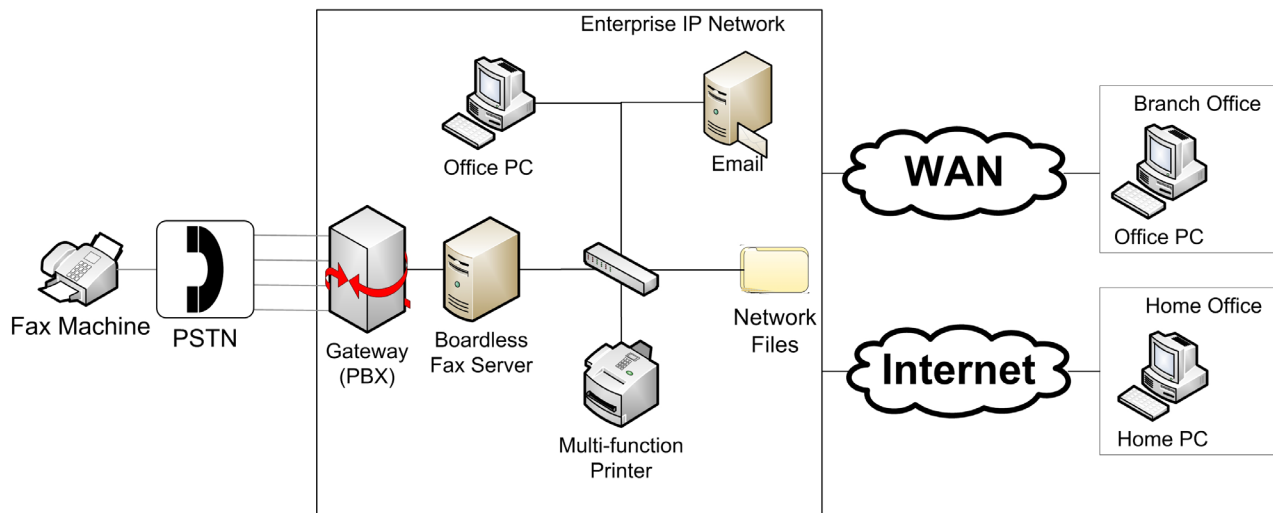 Enterprise IP Network
Office PC
Email
WAN
Branch Office
Office PC
Fax Machine
PSTN
Gateway
(PBX)
Boardless
Fax Server
Multi-function
Printer
Network
Files
Internet
Home Office
Home PC